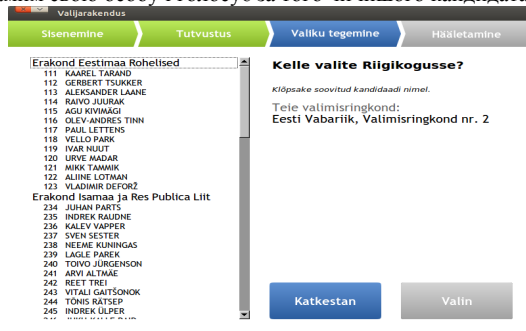 Valijarakendus
Sisenemine
Tutvustus
Valiku tegemine
Hääletamine
Erakond Eestimaa Rohelised
111 KAAREL TARAND
112 GERBERT TSUKKER
113 ALEKSANDER LAANE
114 RAIVO JUURAK
115 AGU KIVIMÄGI
116 OLEV-ANDRES TINN
117 PAUL LETTENS
118 VELLO PARK
119 IVAR NUUT
120 URVE MADAR
121 MIKK TAMMIK
122 ALIINE LOTMAN
123 VLADIMIR DEFORŽ
Erakond Isamaa ja Res Publica Liit
234 JUHAN PARTS
235 INDREK RAUDNE
236 KALEV VAPPER
237 SVEN SESTER
238 NEEME KUNINGAS
239 LAGLE PAREK
240 TOIVO JÜRGENSON
241 ARVI ALTMÄE
242 REET TREI
243 VITALI GAITŠONOK
244 TÕNIS RÄTSEP
245 INDREK ÜLPER
Kelle valite Riigikogusse?
Klõpsake soovitud kandidaadi nimel.
Teie valimisringkond:
Eesti Vabariik, Valimisringkond nr. 2
Katkestan
Valin